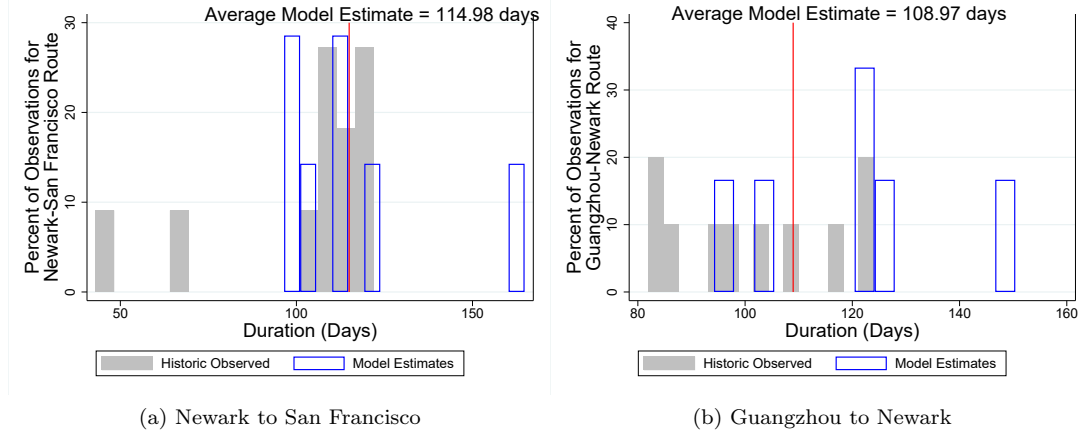 Average Model Estimate = 114.98 days
Percent of Observations for
Newark-San Francisco Route
30
20
10
0
50
100
150
Duration (Days)
Historic Observed
Model Estimates
(a) Newark to San Francisco
Average Model Estimate = 108.97 days
Percent of Observations for
Guangzhou-Newark Route
40
30
20
10
0
80
100
120
140
160
Duration (Days)
Historic Observed
Model Estimates
(b) Guangzhou to Newark